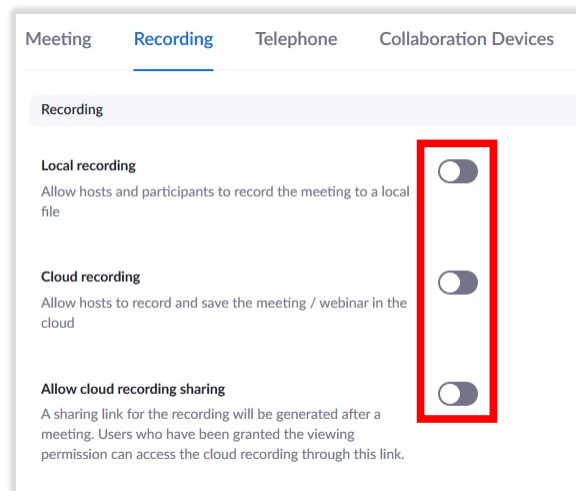 Meeting Recording Telephone Collaboration Devices
Recording
Local recording
Allow hosts and participants to record the meeting to a local
file
Cloud recording
Allow hosts to record and save the meeting / webinar in the
cloud
Allow cloud recording sharing
A sharing link for the recording will be generated after a
meeting. Users who have been granted the viewing
permission can access the cloud recording through this link.